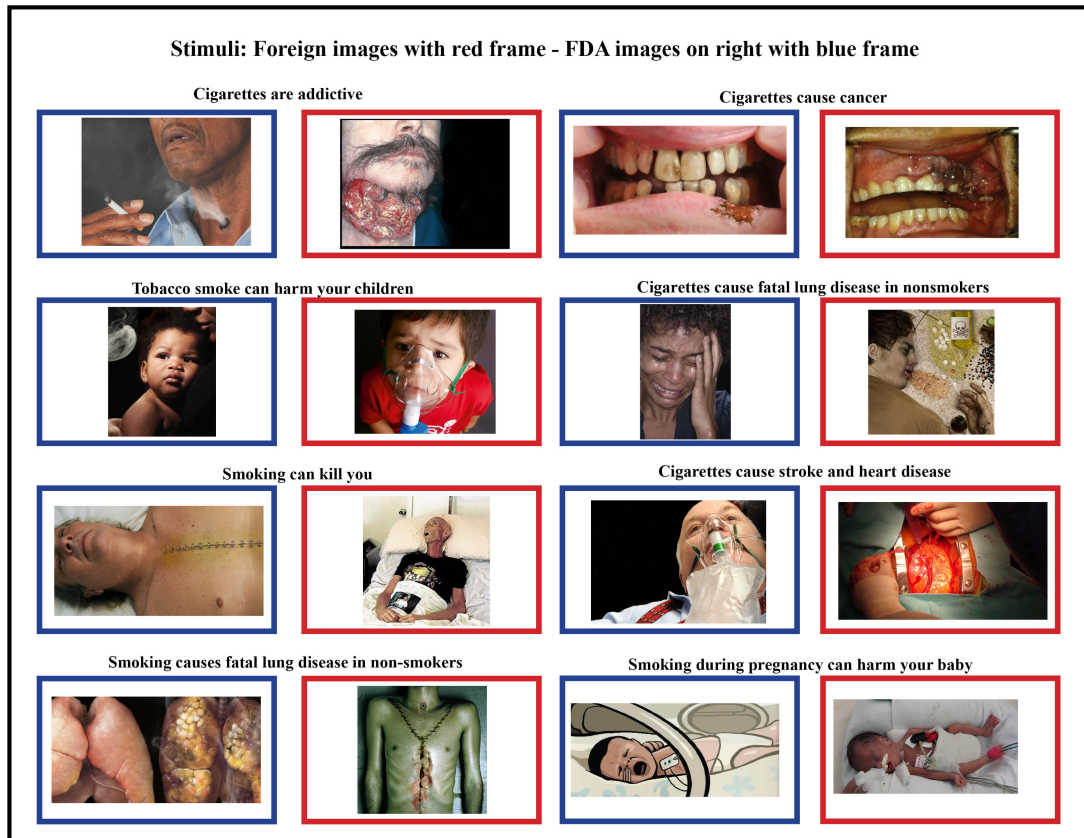 Stimuli: Foreign images with red frame - FDA images on right with blue frame
Cigarettes are addictive
Cigarettes cause cancer
Tobacco smoke can harm your children
Cigarettes cause fatal lung disease in nonsmokers
Smoking can kill you
Cigarettes cause stroke and heart disease
Smoking causes fatal lung disease in non-smokers
Smoking during pregnancy can harm your baby